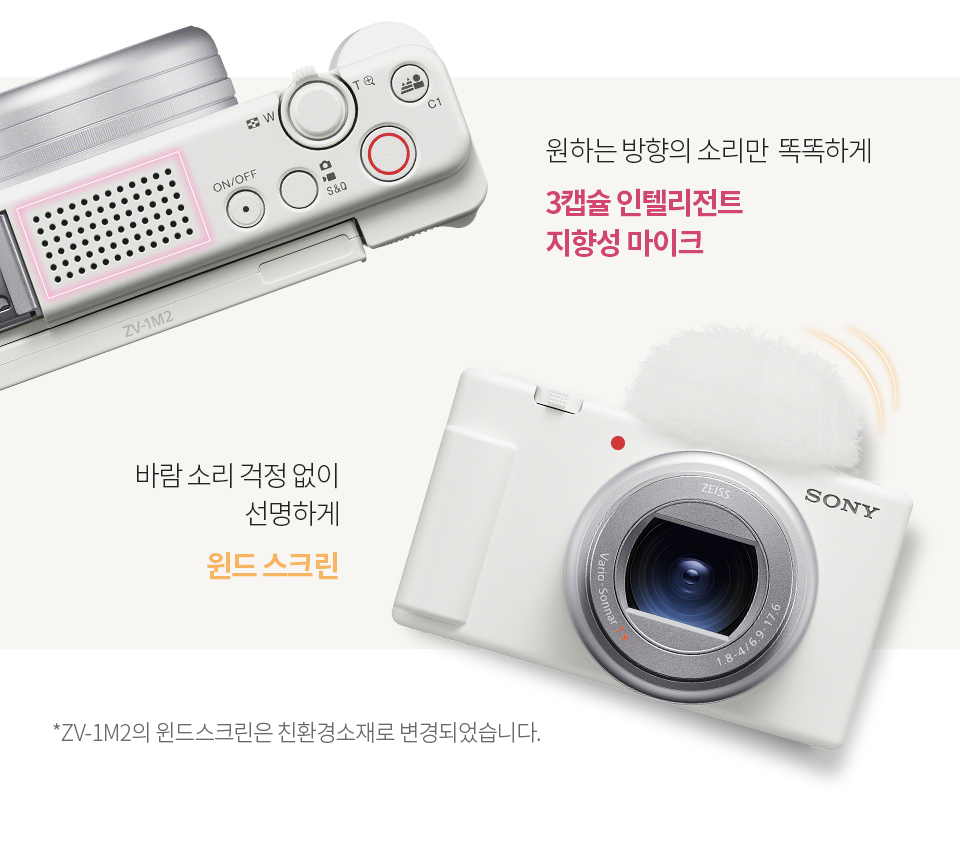 T
W
C1
ON/OFF
S&Q
ZV-1M2
원하는 방향의 소리만 똑똑하게
3캡슐 인텔리전트
지향성 마이크
바람 소리 걱정 없이
선명하게
윈드 스크린
ZEISS
SONY
Vario-Sonnar T*
1.8-4/6.9-17.6
*ZV-1M2의 윈드스크린은 친환경소재로 변경되었습니다.